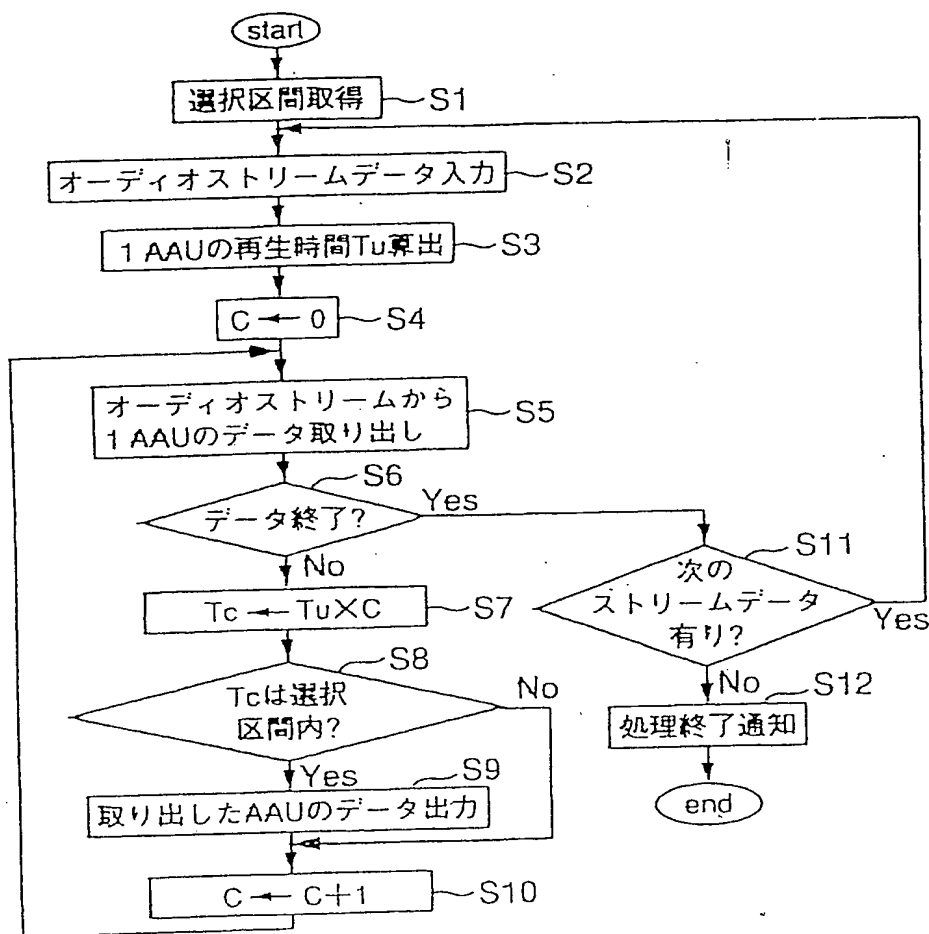 start
選択区間取得
S1
オーディオストリームデータ入力
S2
1 AAUの再生時間Tu算出
S3
C ← 0
S4
オーディオストリームから
1 AAUのデータ取り出し
S5
S6
データ終了?
Yes
No
Tc ← Tu×C
S7
S8
Tcは選択
区間内?
No
Yes
S9
取り出したAAUのデータ出力
C ← C+1
S10
S11
次の
ストリームデータ
有り?
Yes
No
S12
処理終了通知
end